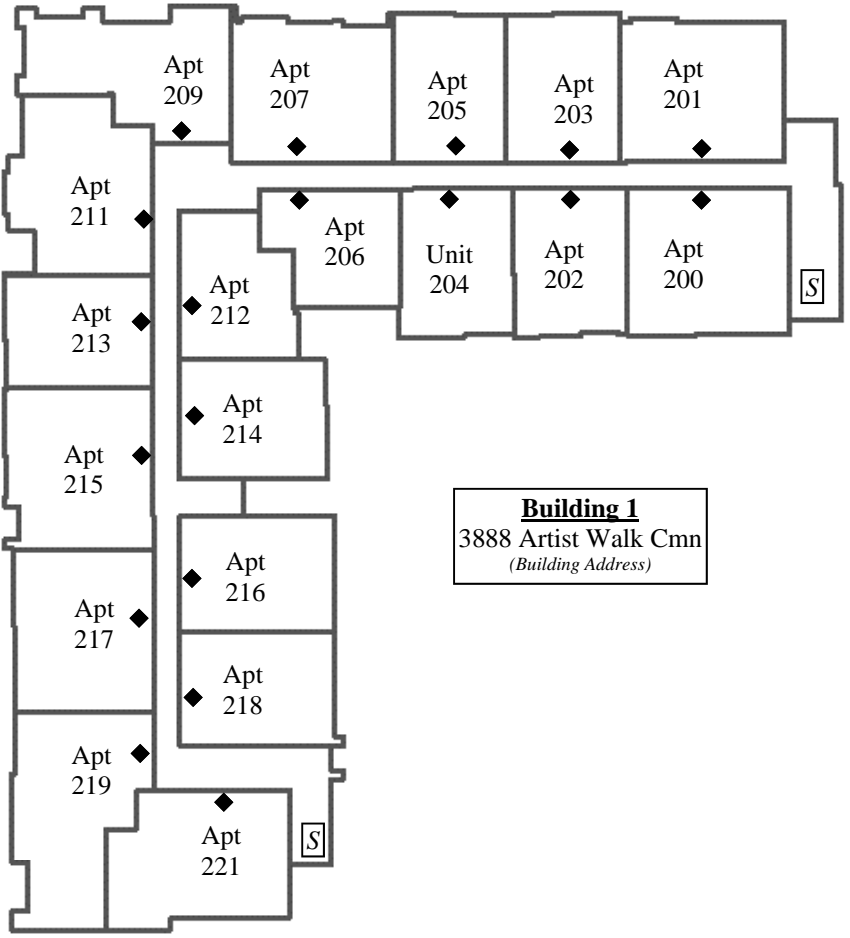 Apt
209
Apt
207
Apt
205
Apt
203
Apt
201
Apt
211
Apt
206
Unit
204
Apt
202
Apt
200
S
Apt
212
Apt
213
Apt
214
Apt
215
Building 1
3888 Artist Walk Cmn
(Building Address)
Apt
216
Apt
217
Apt
218
Apt
219
Apt
221
S